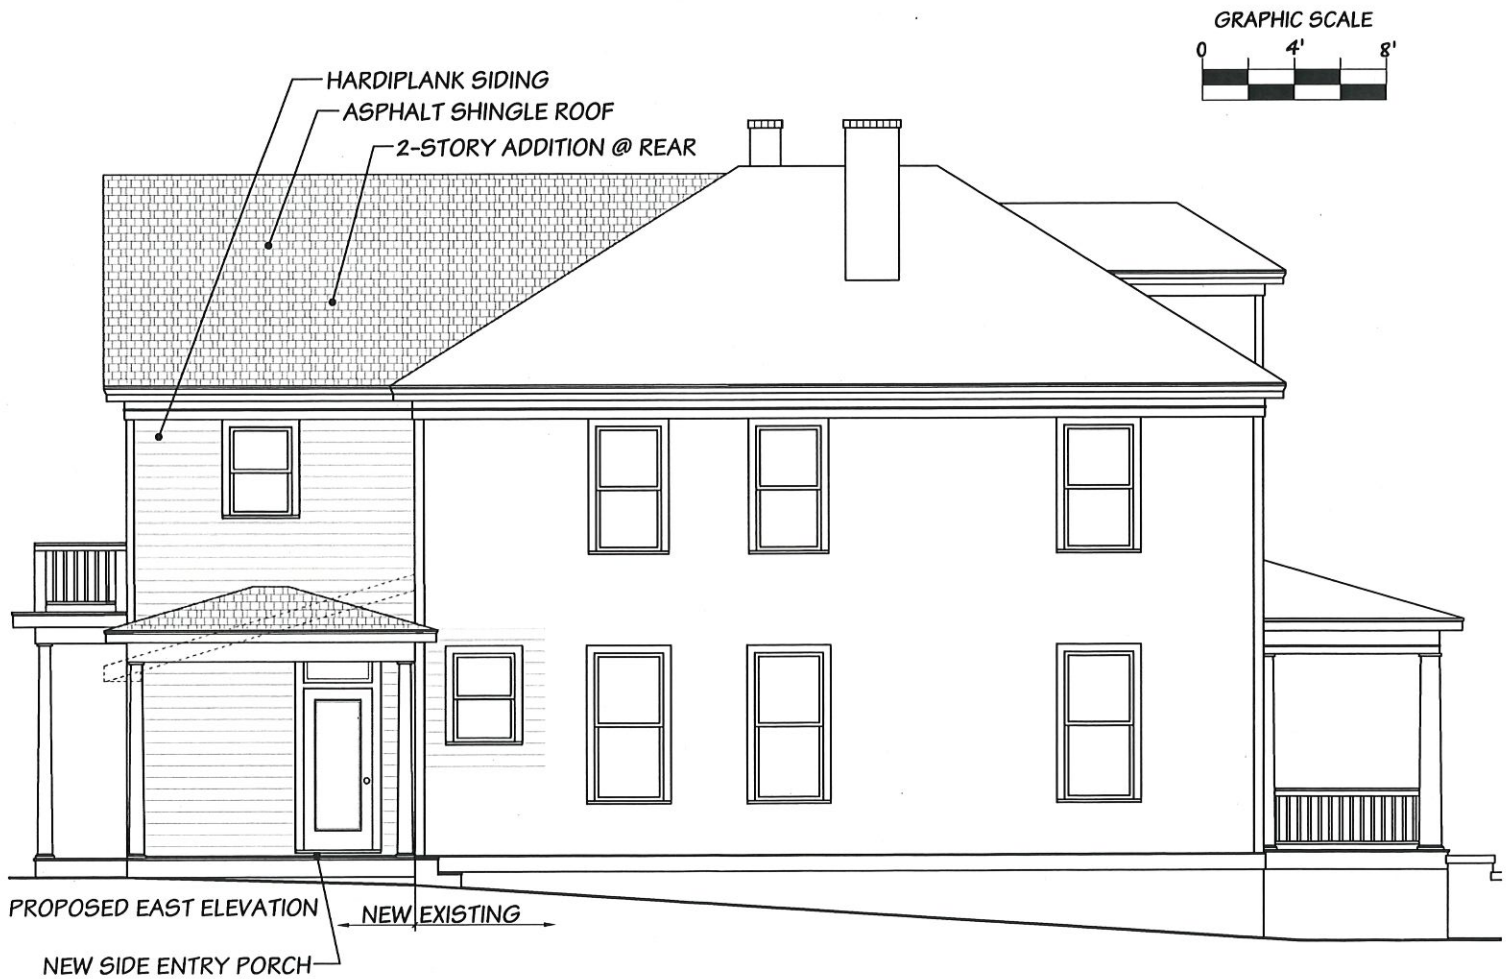 GRAPHIC SCALE
0 4' 8'
HARDIPLANK SIDING
ASPHALT SHINGLE ROOF
2-STORY ADDITION @ REAR
PROPOSED EAST ELEVATION
NEW EXISTING
NEW SIDE ENTRY PORCH